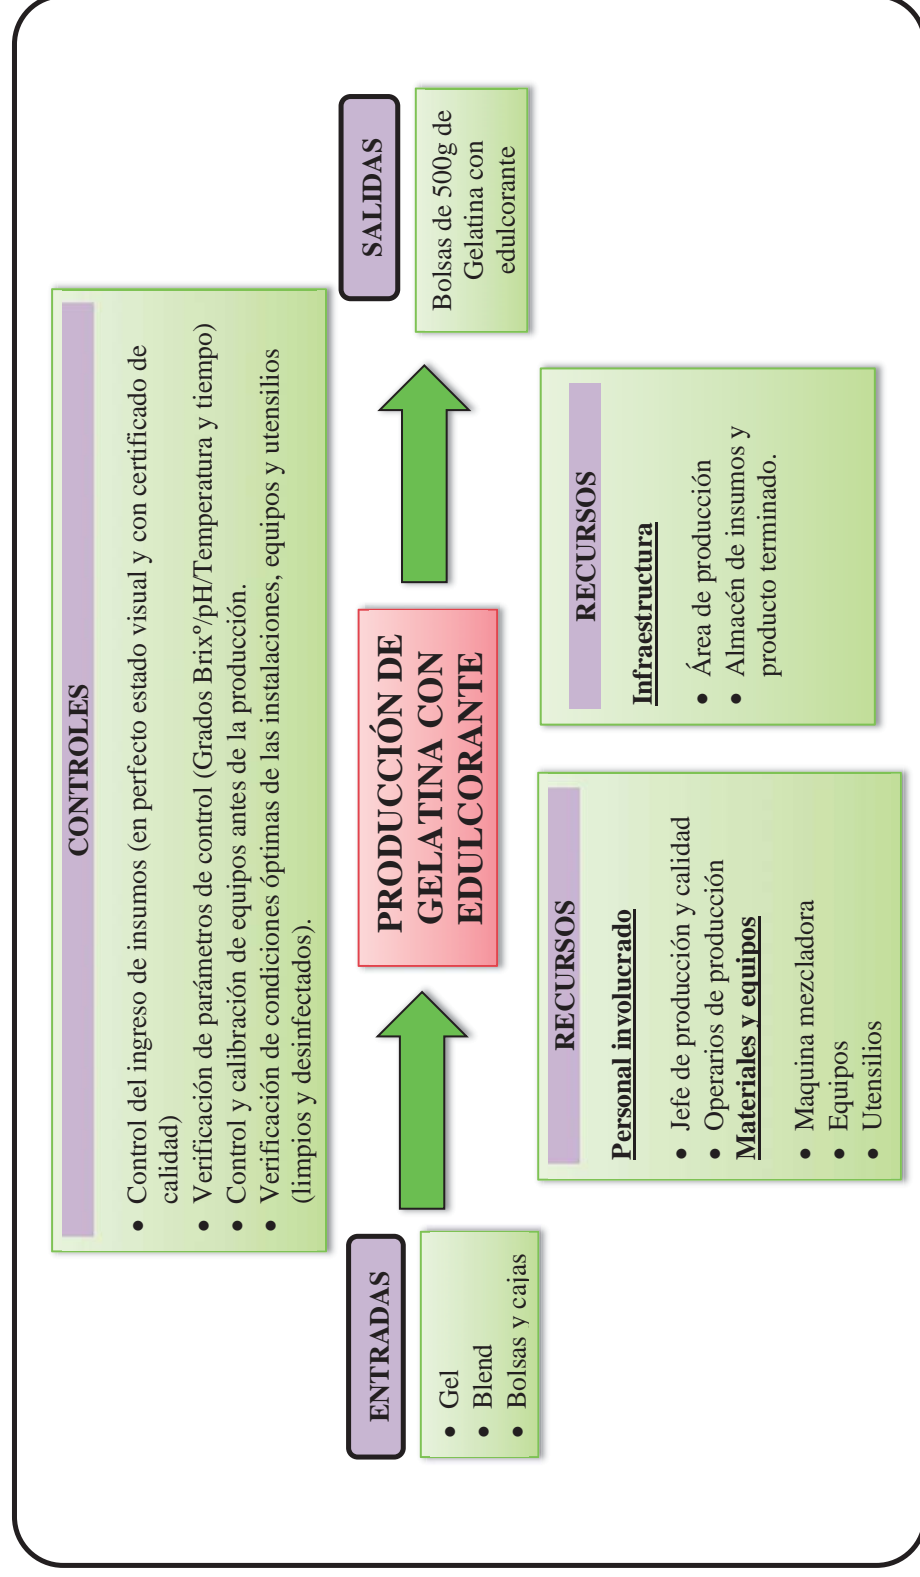 CONTROLES
• Control del ingreso de insumos (en perfecto estado visual y con certificado de
calidad)
• Verificación de parámetros de control (Grados Brixº/pH/Temperatura y tiempo)
• Control y calibración de equipos antes de la producción.
• Verificación de condiciones óptimas de las instalaciones, equipos y utensilios
(limpios y desinfectados).
ENTRADAS
• Gel
• Blend
• Bolsas y cajas
PRODUCCIÓN DE
GELATINA CON
EDULCORANTE
SALIDAS
Bolsas de 500g de
Gelatina con
edulcorante
RECURSOS
Personal involucrado
• Jefe de producción y calidad
• Operarios de producción
Materiales y equipos
• Maquina mezcladora
• Equipos
• Utensilios
RECURSOS
Infraestructura
• Área de producción
• Almacén de insumos y
producto terminado.